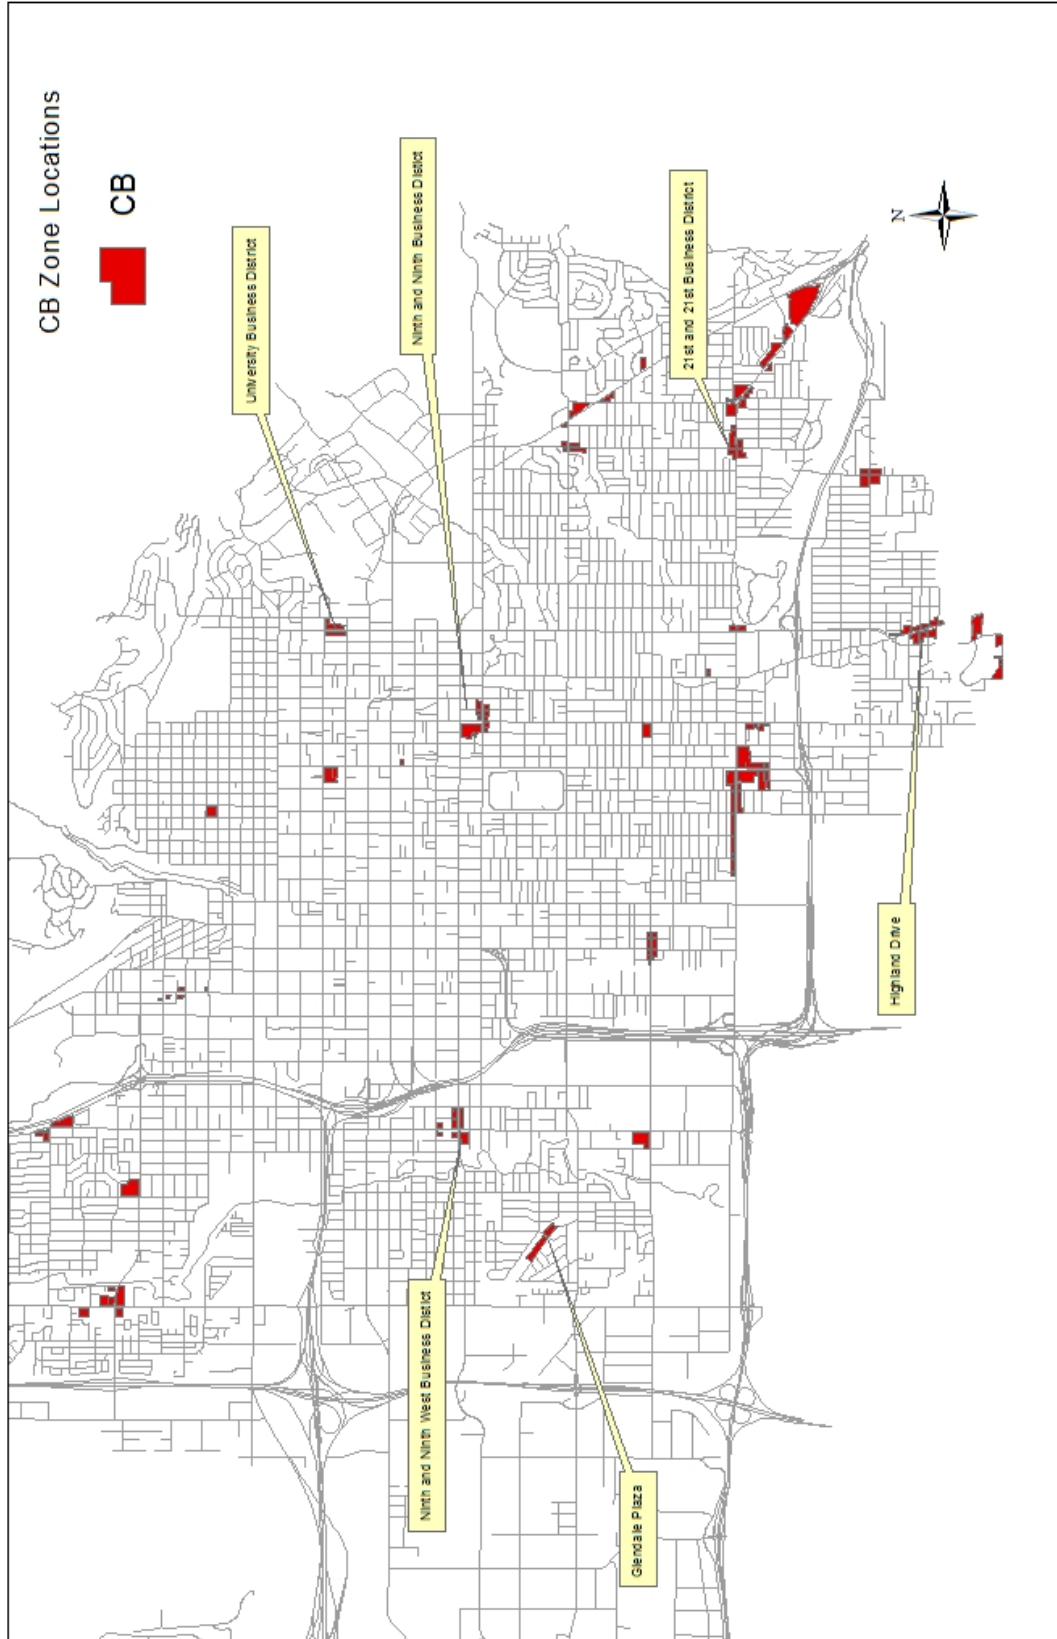 CB Zone Locations
CB
University Business District
Ninth and Ninth Business District
21st and 21st Business District
N
Highland Drive
Ninth and Ninth West Business District
Glendale Plaza